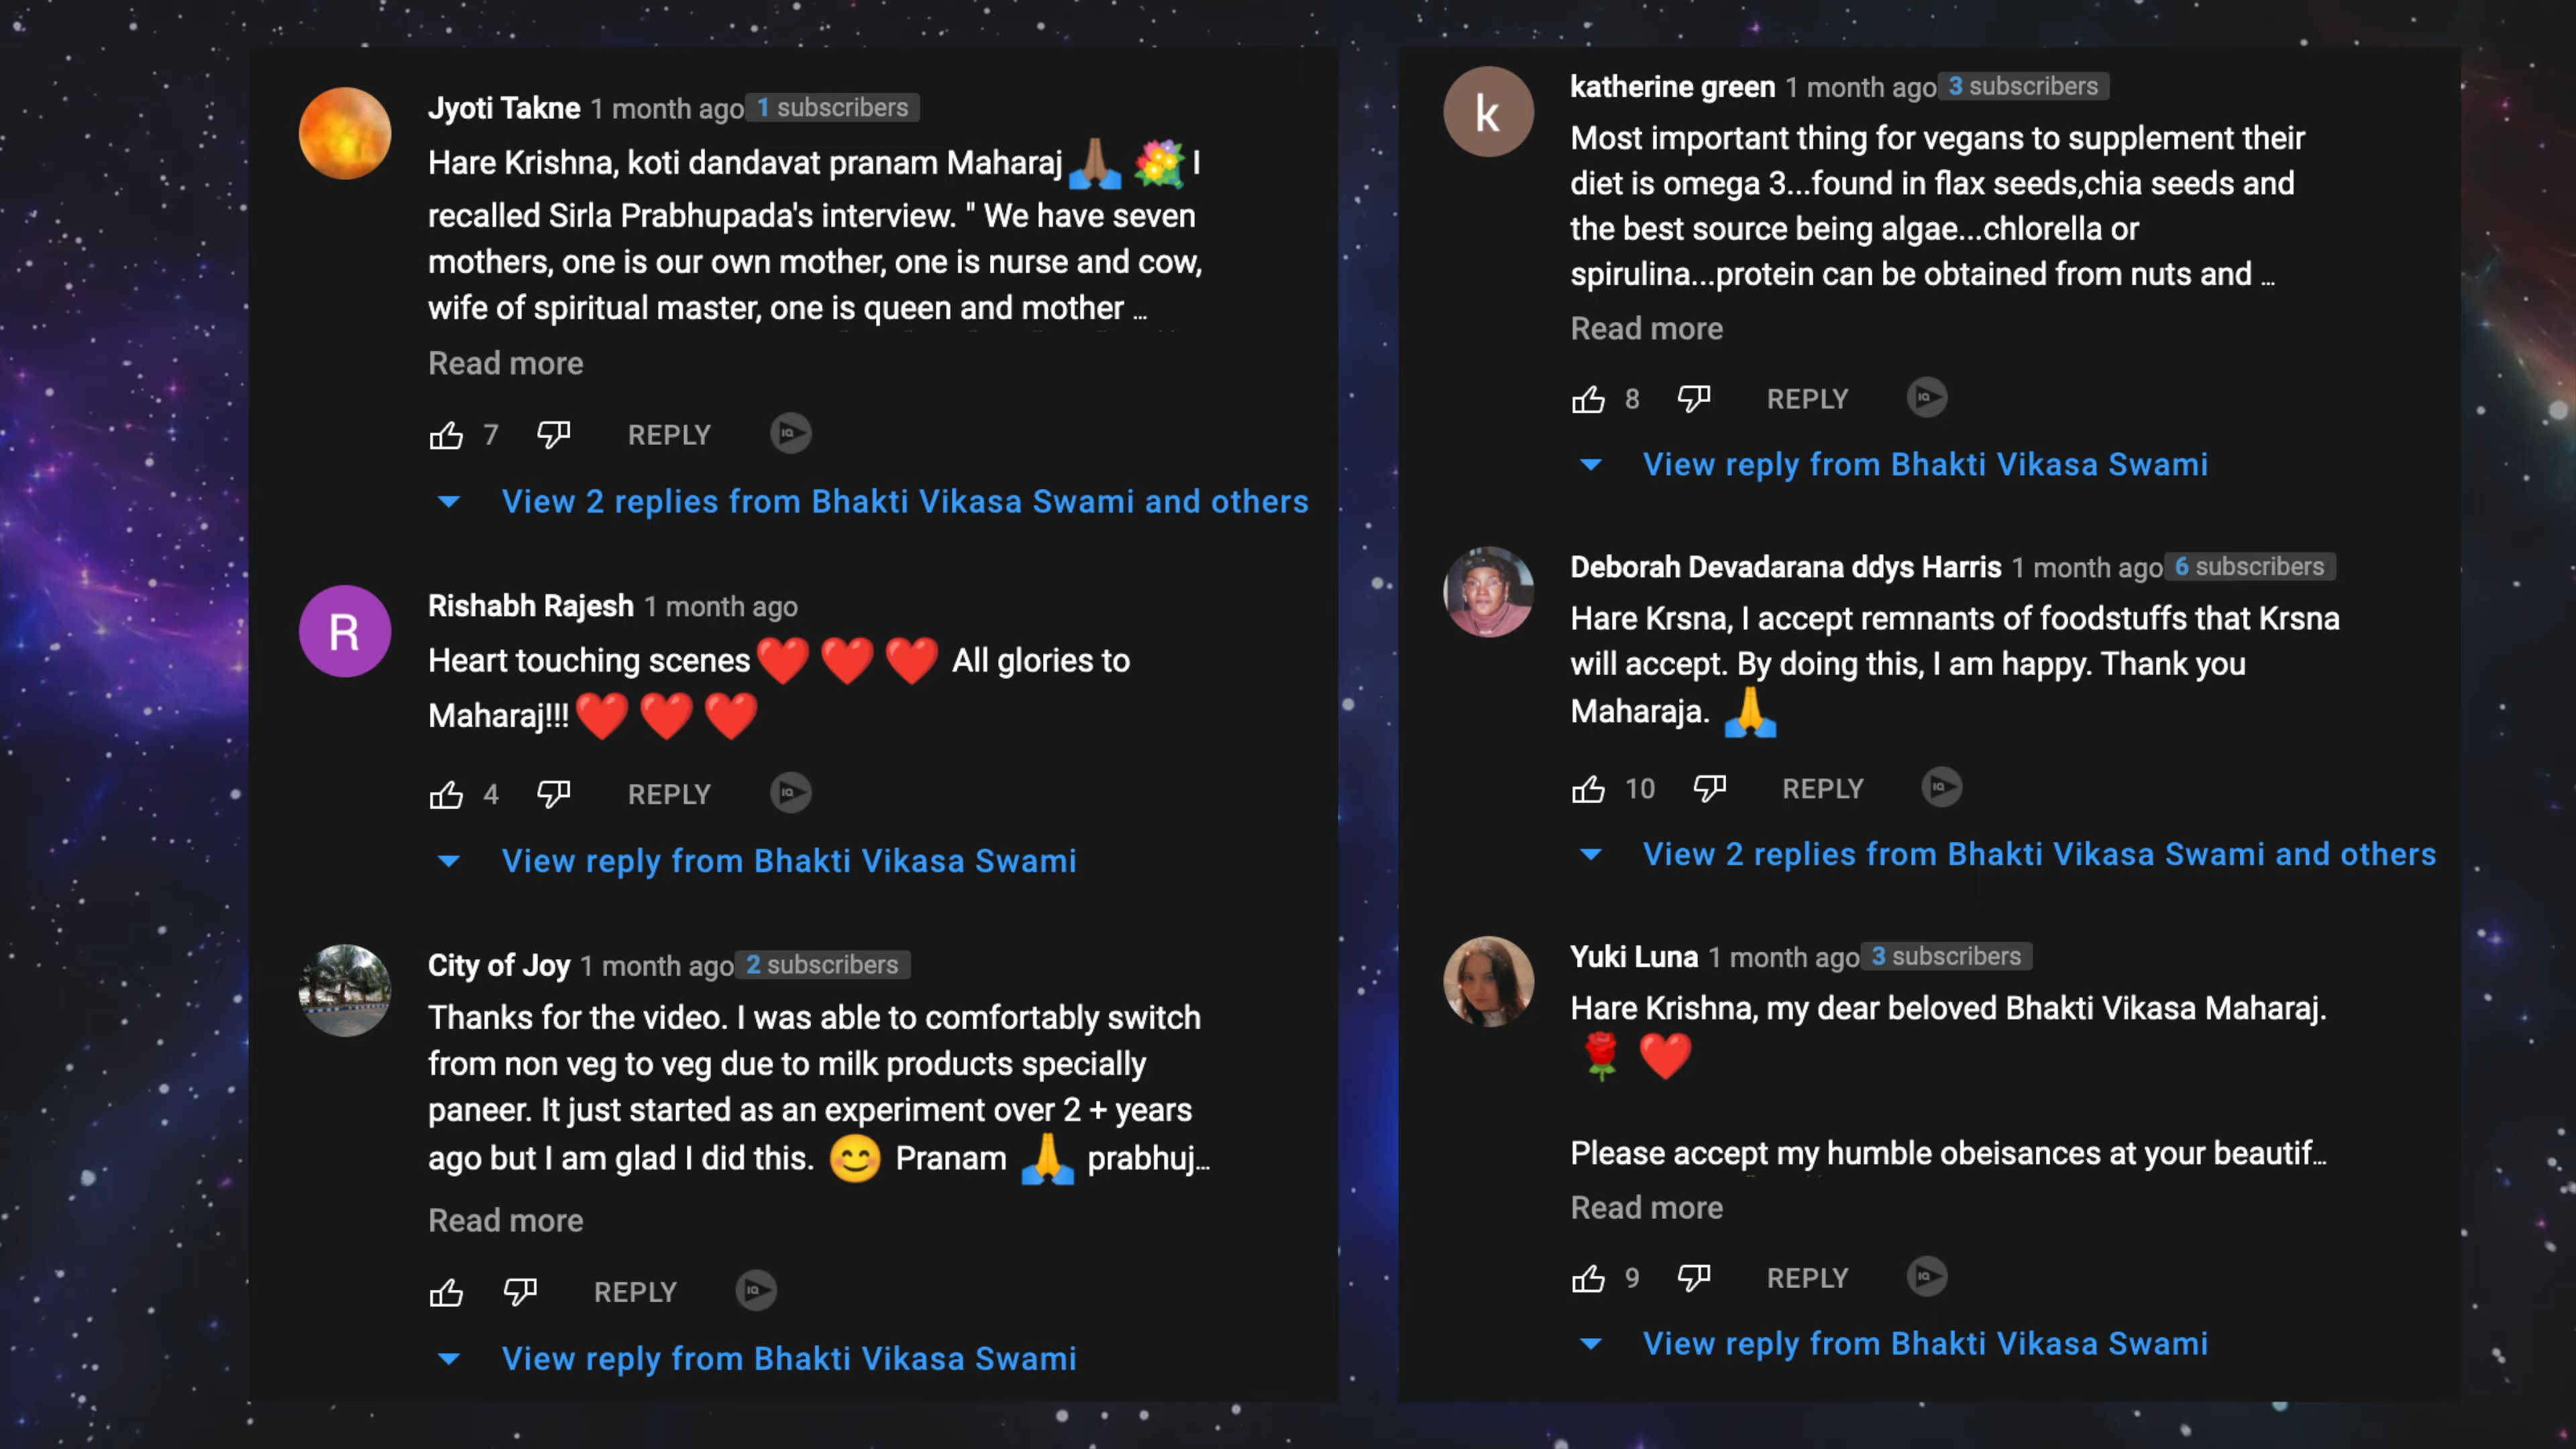 Jyoti Takne 1 month ago 1 subscribers
Hare Krishna, koti dandavat pranam Maharaj🙏🏾 💐 I
recalled Sirla Prabhupada's interview. " We have seven
mothers, one is our own mother, one is nurse and cow,
wife of spiritual master, one is queen and mother ...
Read more
7 REPLY
View 2 replies from Bhakti Vikasa Swami and others
Rishabh Rajesh 1 month ago
R
Heart touching scenes❤️ ❤️ ❤️ All glories to
Maharaj!!!❤️ ❤️ ❤️
4 REPLY
View reply from Bhakti Vikasa Swami
City of Joy 1 month ago 2 subscribers
Thanks for the video. I was able to comfortably switch
from non veg to veg due to milk products specially
paneer. It just started as an experiment over 2 + years
ago but I am glad I did this. 😊 Pranam 🙏 prabhuj...
Read more
REPLY
View reply from Bhakti Vikasa Swami
katherine green 1 month ago 3 subscribers
k
Most important thing for vegans to supplement their
diet is omega 3...found in flax seeds,chia seeds and
the best source being algae...chlorella or
spirulina...protein can be obtained from nuts and ...
Read more
8 REPLY
View reply from Bhakti Vikasa Swami
Deborah Devadarana ddys Harris 1 month ago 6 subscribers
Hare Krsna, I accept remnants of foodstuffs that Krsna
will accept. By doing this, I am happy. Thank you
Maharaja. 🙏
10 REPLY
View 2 replies from Bhakti Vikasa Swami and others
Yuki Luna 1 month ago 3 subscribers
Hare Krishna, my dear beloved Bhakti Vikasa Maharaj.
🌹 ❤️
Please accept my humble obeisances at your beautif...
Read more
9 REPLY
View reply from Bhakti Vikasa Swami